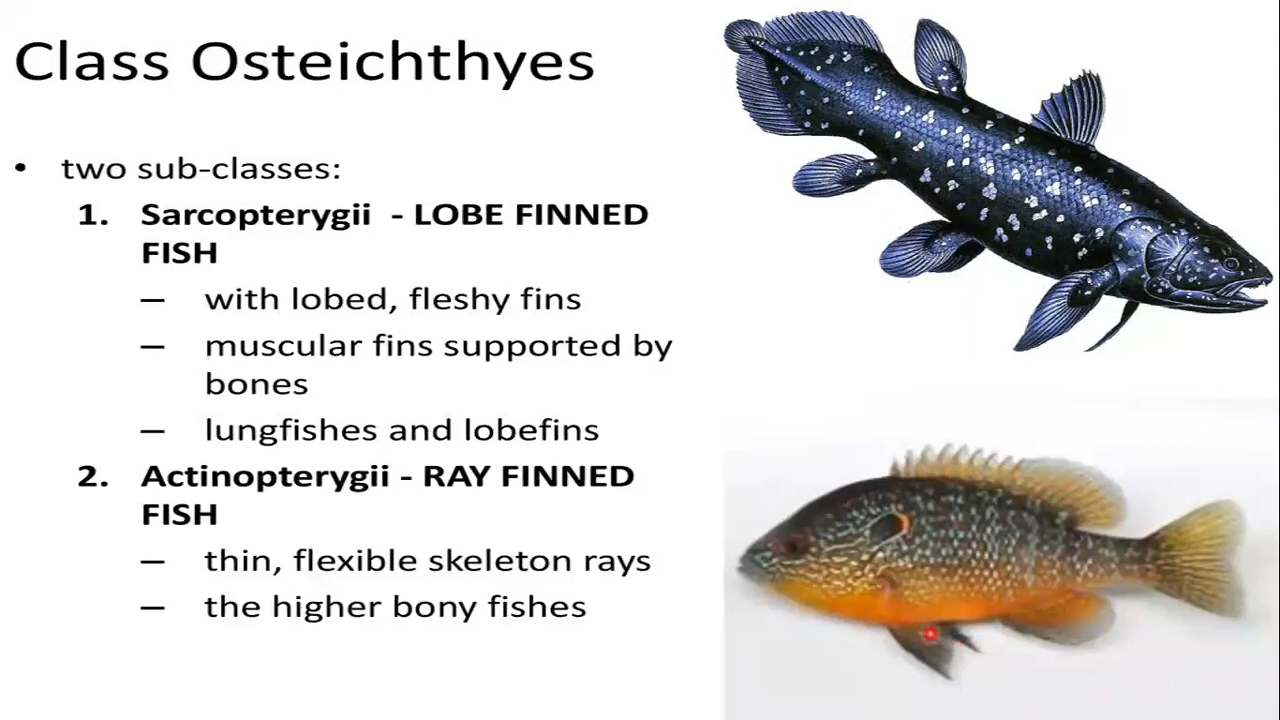 Class Osteichthyes
• two sub-classes:
1. Sarcopterygii - LOBE FINNED
FISH
– with lobed, fleshy fins
– muscular fins supported by
bones
– lungfishes and lobefins
2. Actinopterygii - RAY FINNED
FISH
– thin, flexible skeleton rays
– the higher bony fishes